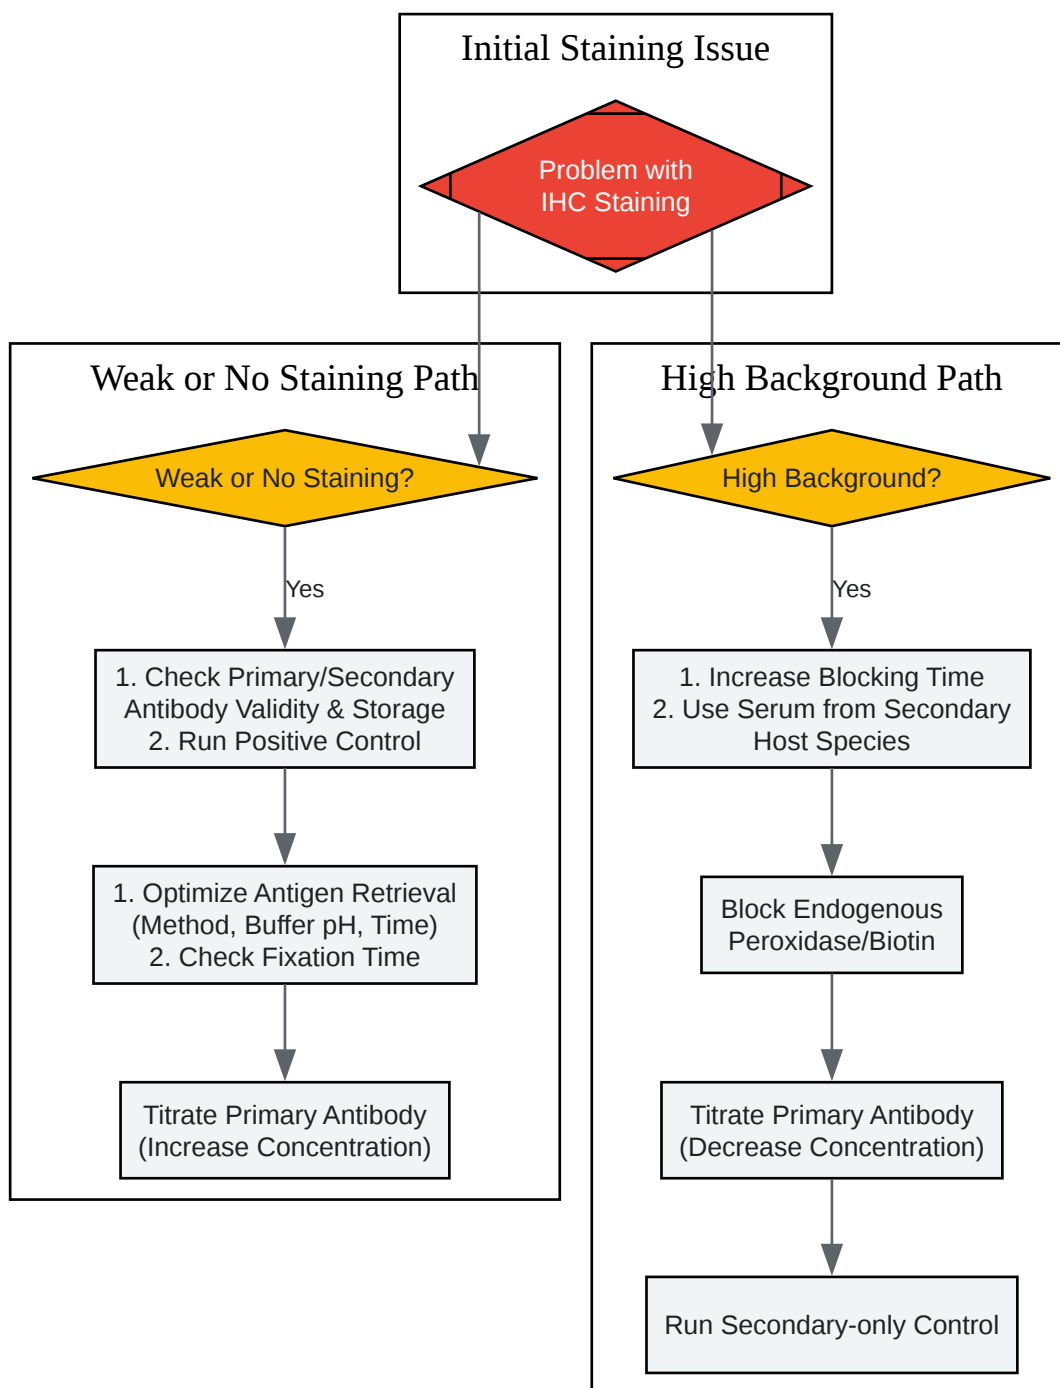 Initial Staining Issue
Problem with
IHC Staining
Weak or No Staining Path
Weak or No Staining?
Yes
1. Check Primary/Secondary
Antibody Validity & Storage
2. Run Positive Control
1. Optimize Antigen Retrieval
(Method, Buffer pH, Time)
2. Check Fixation Time
Titrate Primary Antibody
(Increase Concentration)
High Background Path
High Background?
Yes
1. Increase Blocking Time
2. Use Serum from Secondary
Host Species
Block Endogenous
Peroxidase/Biotin
Titrate Primary Antibody
(Decrease Concentration)
Run Secondary-only Control